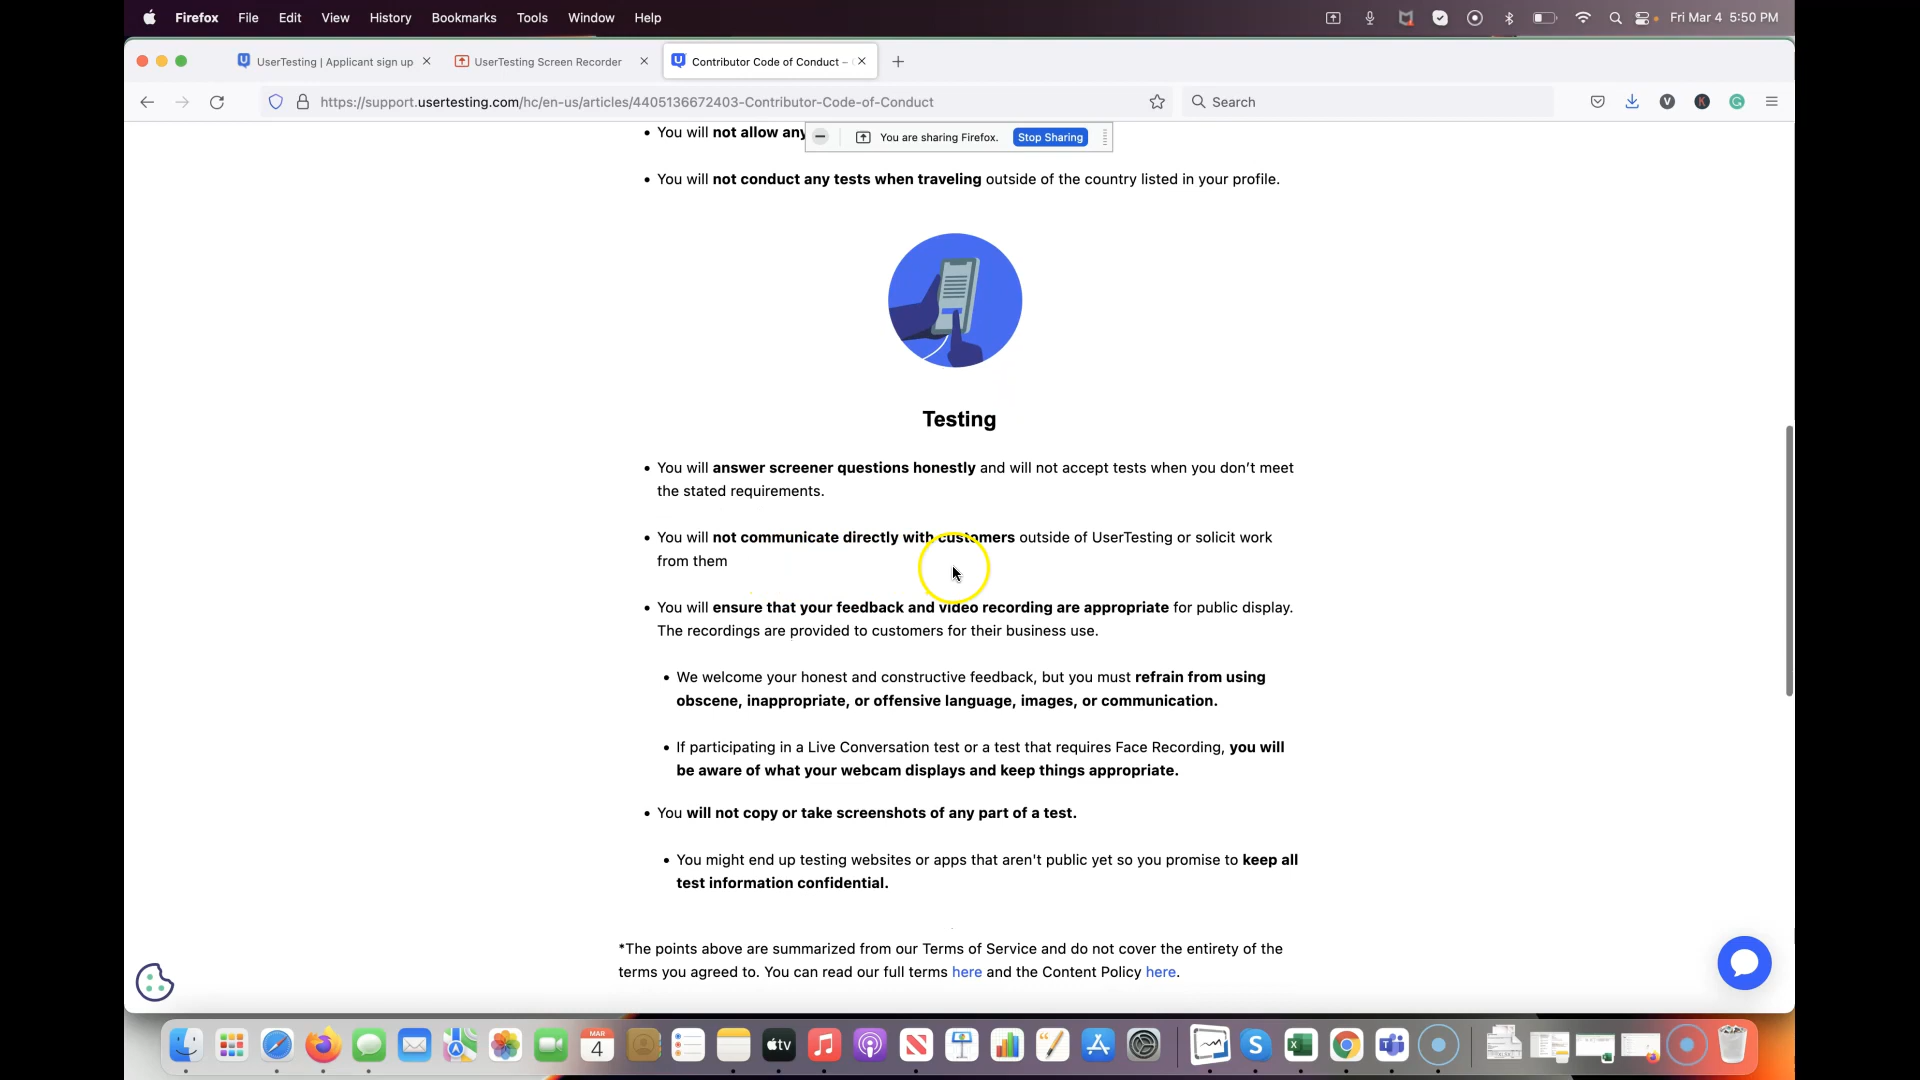 Firefox File Edit View History Bookmarks Tools Window Help Fri Mar 4 5:50 PM
UserTesting | Applicant sign up UserTesting Screen Recorder Contributor Code of Conduct –
https://support.usertesting.com/hc/en-us/articles/4405136672403-Contributor-Code-of-Conduct Search
You are sharing Firefox. Stop Sharing
• You will not allow any
• You will not conduct any tests when traveling outside of the country listed in your profile.
Testing
• You will answer screener questions honestly and will not accept tests when you don’t meet
the stated requirements.
• You will not communicate directly with customers outside of UserTesting or solicit work
from them
• You will ensure that your feedback and video recording are appropriate for public display.
The recordings are provided to customers for their business use.
• We welcome your honest and constructive feedback, but you must refrain from using
obscene, inappropriate, or offensive language, images, or communication.
• If participating in a Live Conversation test or a test that requires Face Recording, you will
be aware of what your webcam displays and keep things appropriate.
• You will not copy or take screenshots of any part of a test.
• You might end up testing websites or apps that aren't public yet so you promise to keep all
test information confidential.
*The points above are summarized from our Terms of Service and do not cover the entirety of the
terms you agreed to. You can read our full terms here and the Content Policy here.
MAR
4
tv